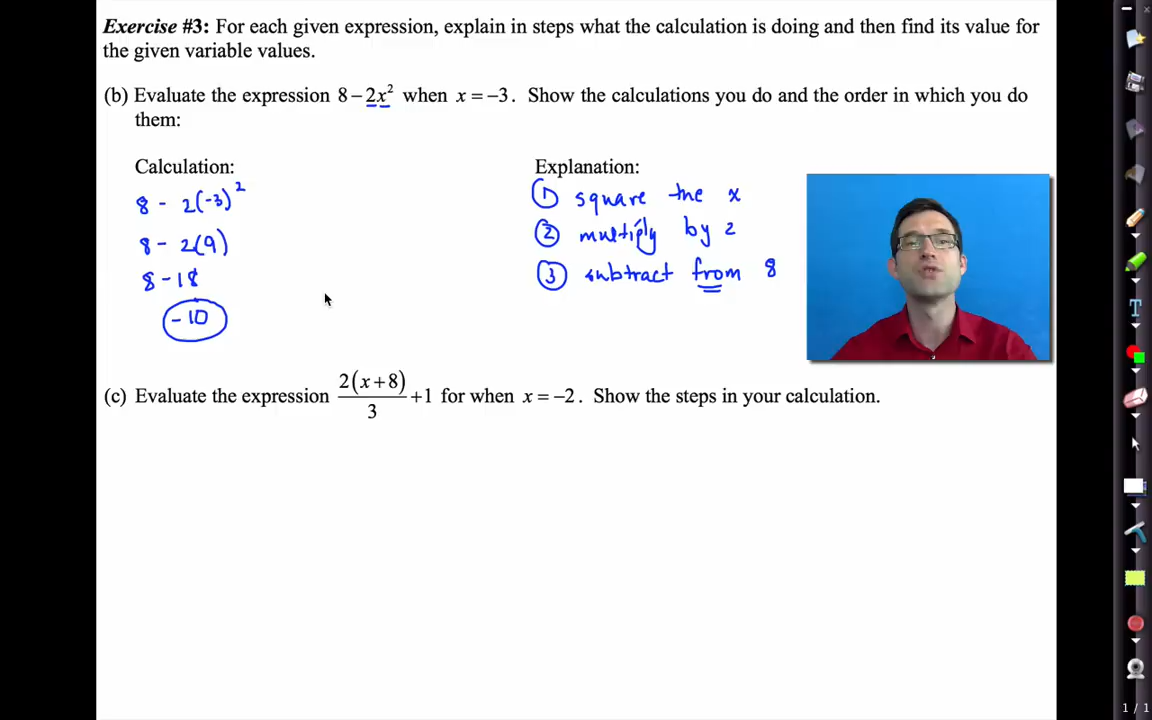 Exercise #3: For each given expression, explain in steps what the calculation is doing and then find its value for
the given variable values.
(b) Evaluate the expression 8 − 2x² when x = −3. Show the calculations you do and the order in which you do
them:
Calculation:
8 - 2(-3)²
8 - 2(9)
8 - 18
-10
Explanation:
① square the x
② multiply by 2
③ subtract from 8
(c) Evaluate the expression 2(x+8)/3 + 1 for when x = −2. Show the steps in your calculation.
T
1 / 1